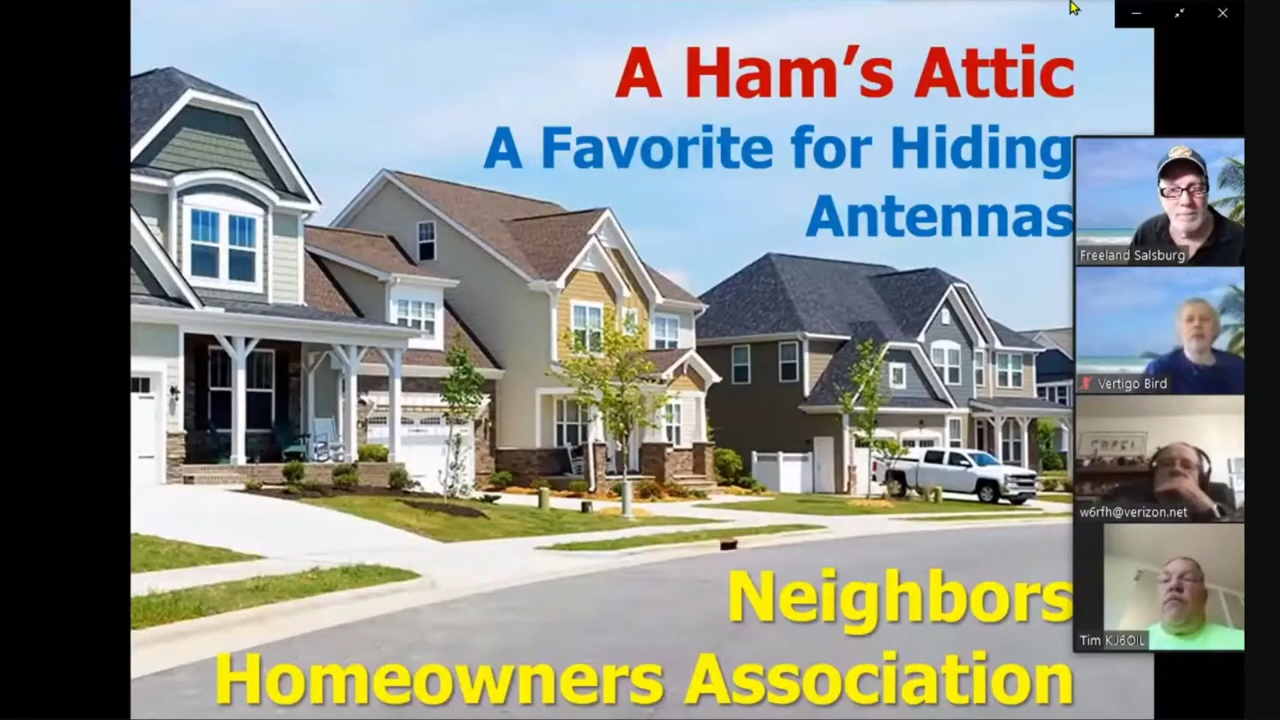 A Ham's Attic
A Favorite for Hiding
Antennas
Freeland Salsburg
Vertigo Bird
w6rfh@verizon.net
Tim KJ6OIL
Neighbors
Homeowners Association